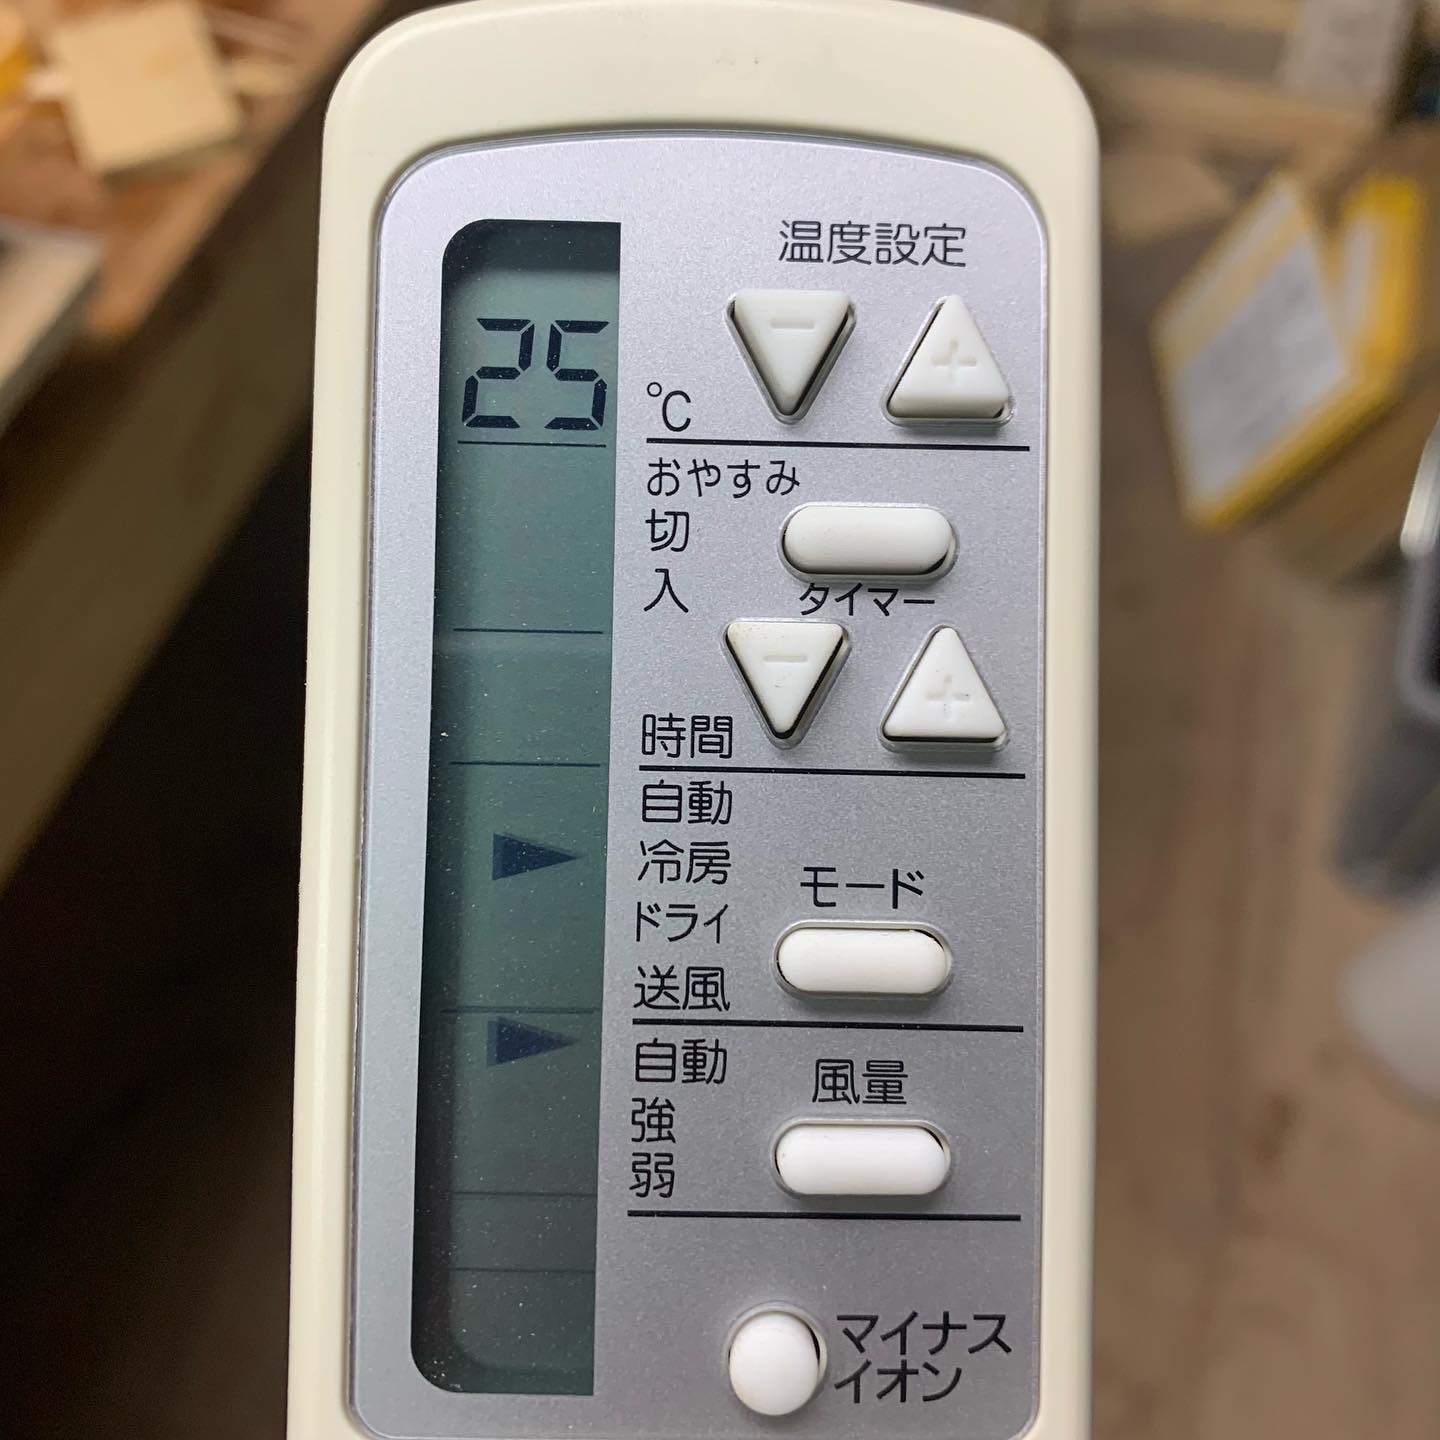 温度設定
－ ＋
25
℃
おやすみ
切
入
タイマー
－ ＋
時間
自動
冷房
ドライ
送風
モード
自動
強
弱
風量
マイナス
イオン